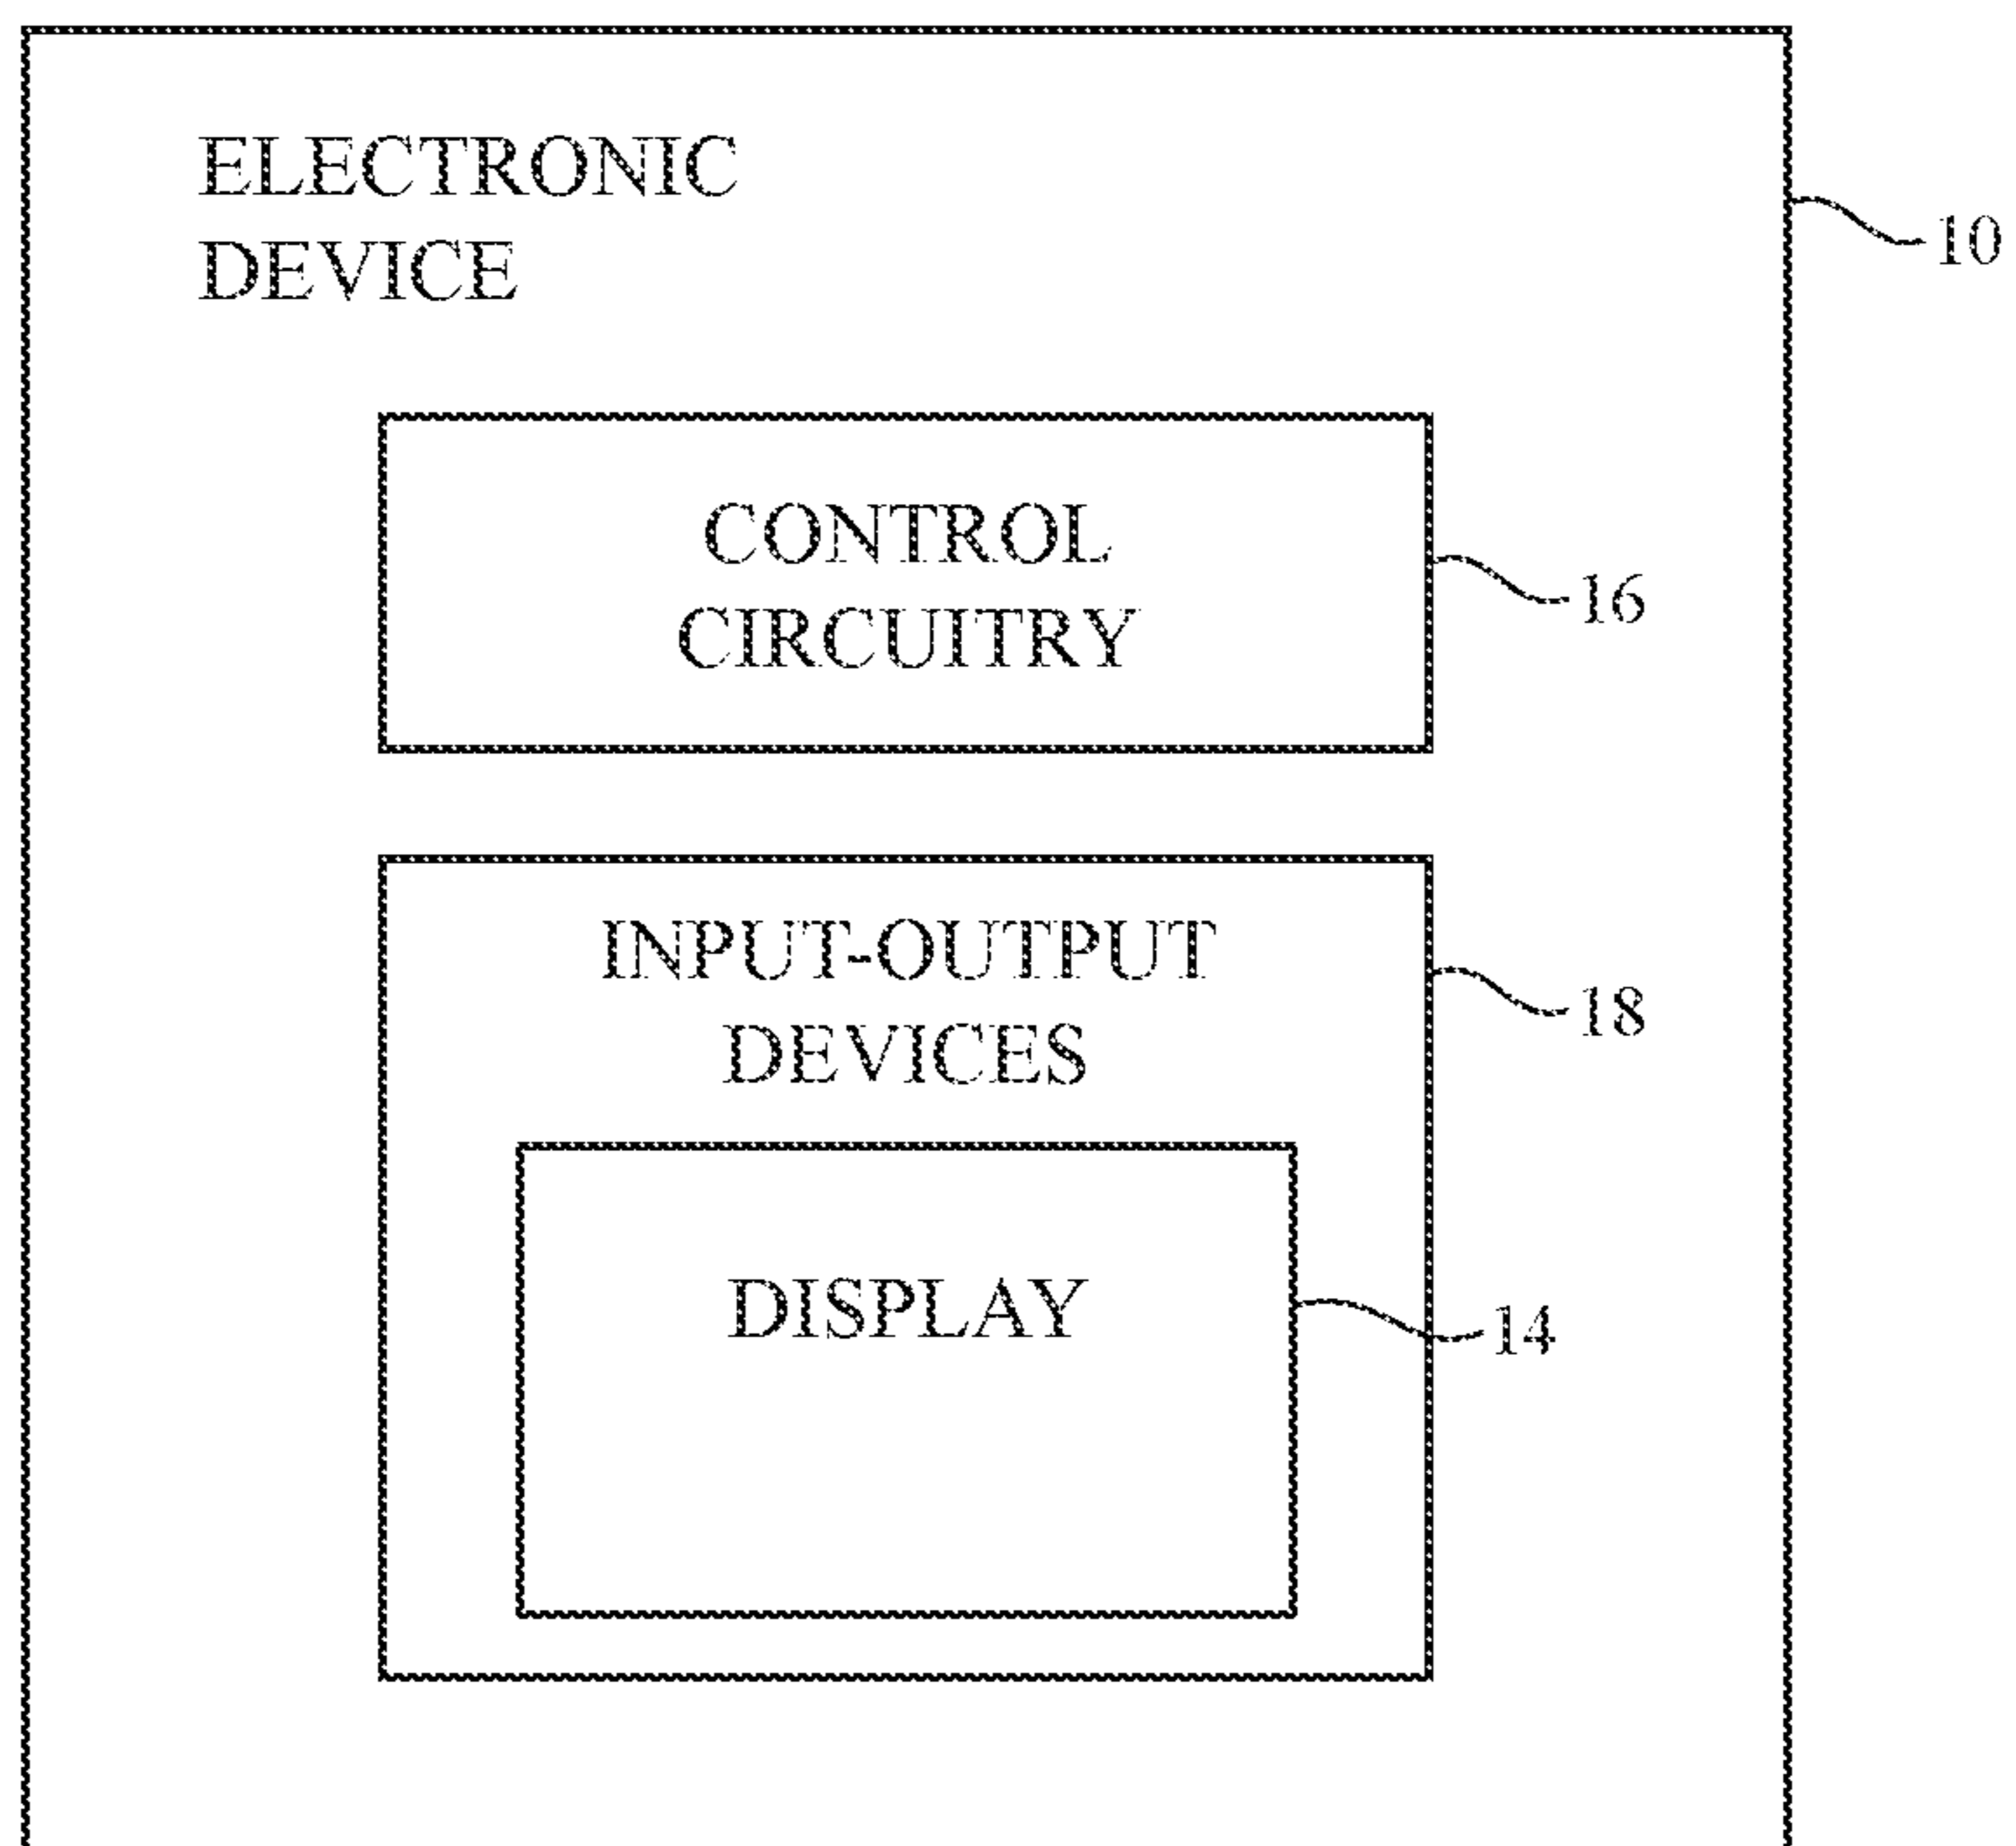 ELECTRONIC
DEVICE
10
CONTROL
CIRCUITRY
16
INPUT-OUTPUT
DEVICES
18
DISPLAY
14